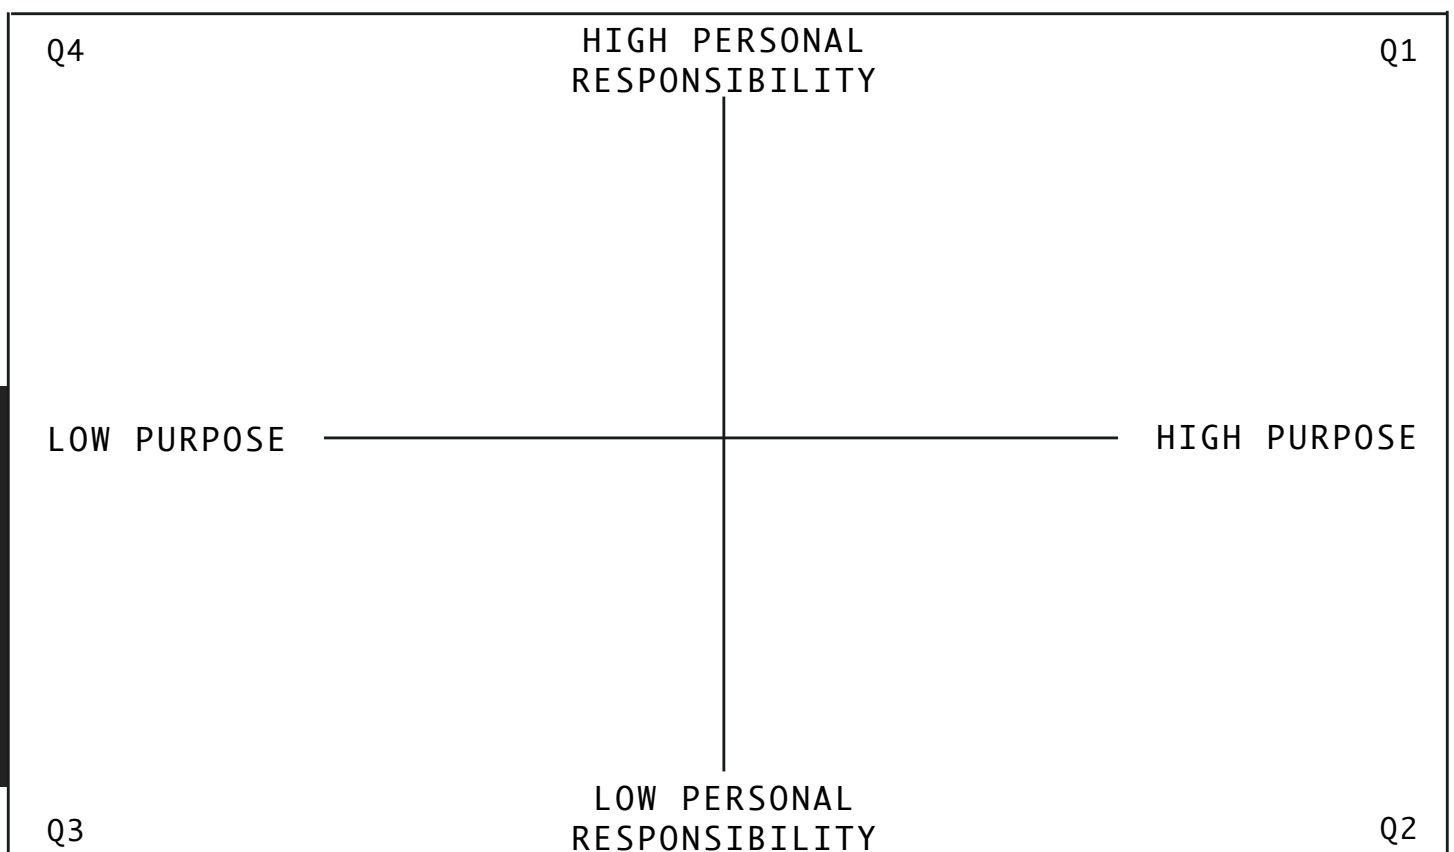 Q4
HIGH PERSONAL
RESPONSIBILITY
Q1
LOW PURPOSE
HIGH PURPOSE
LOW PERSONAL
RESPONSIBILITY
Q3
Q2